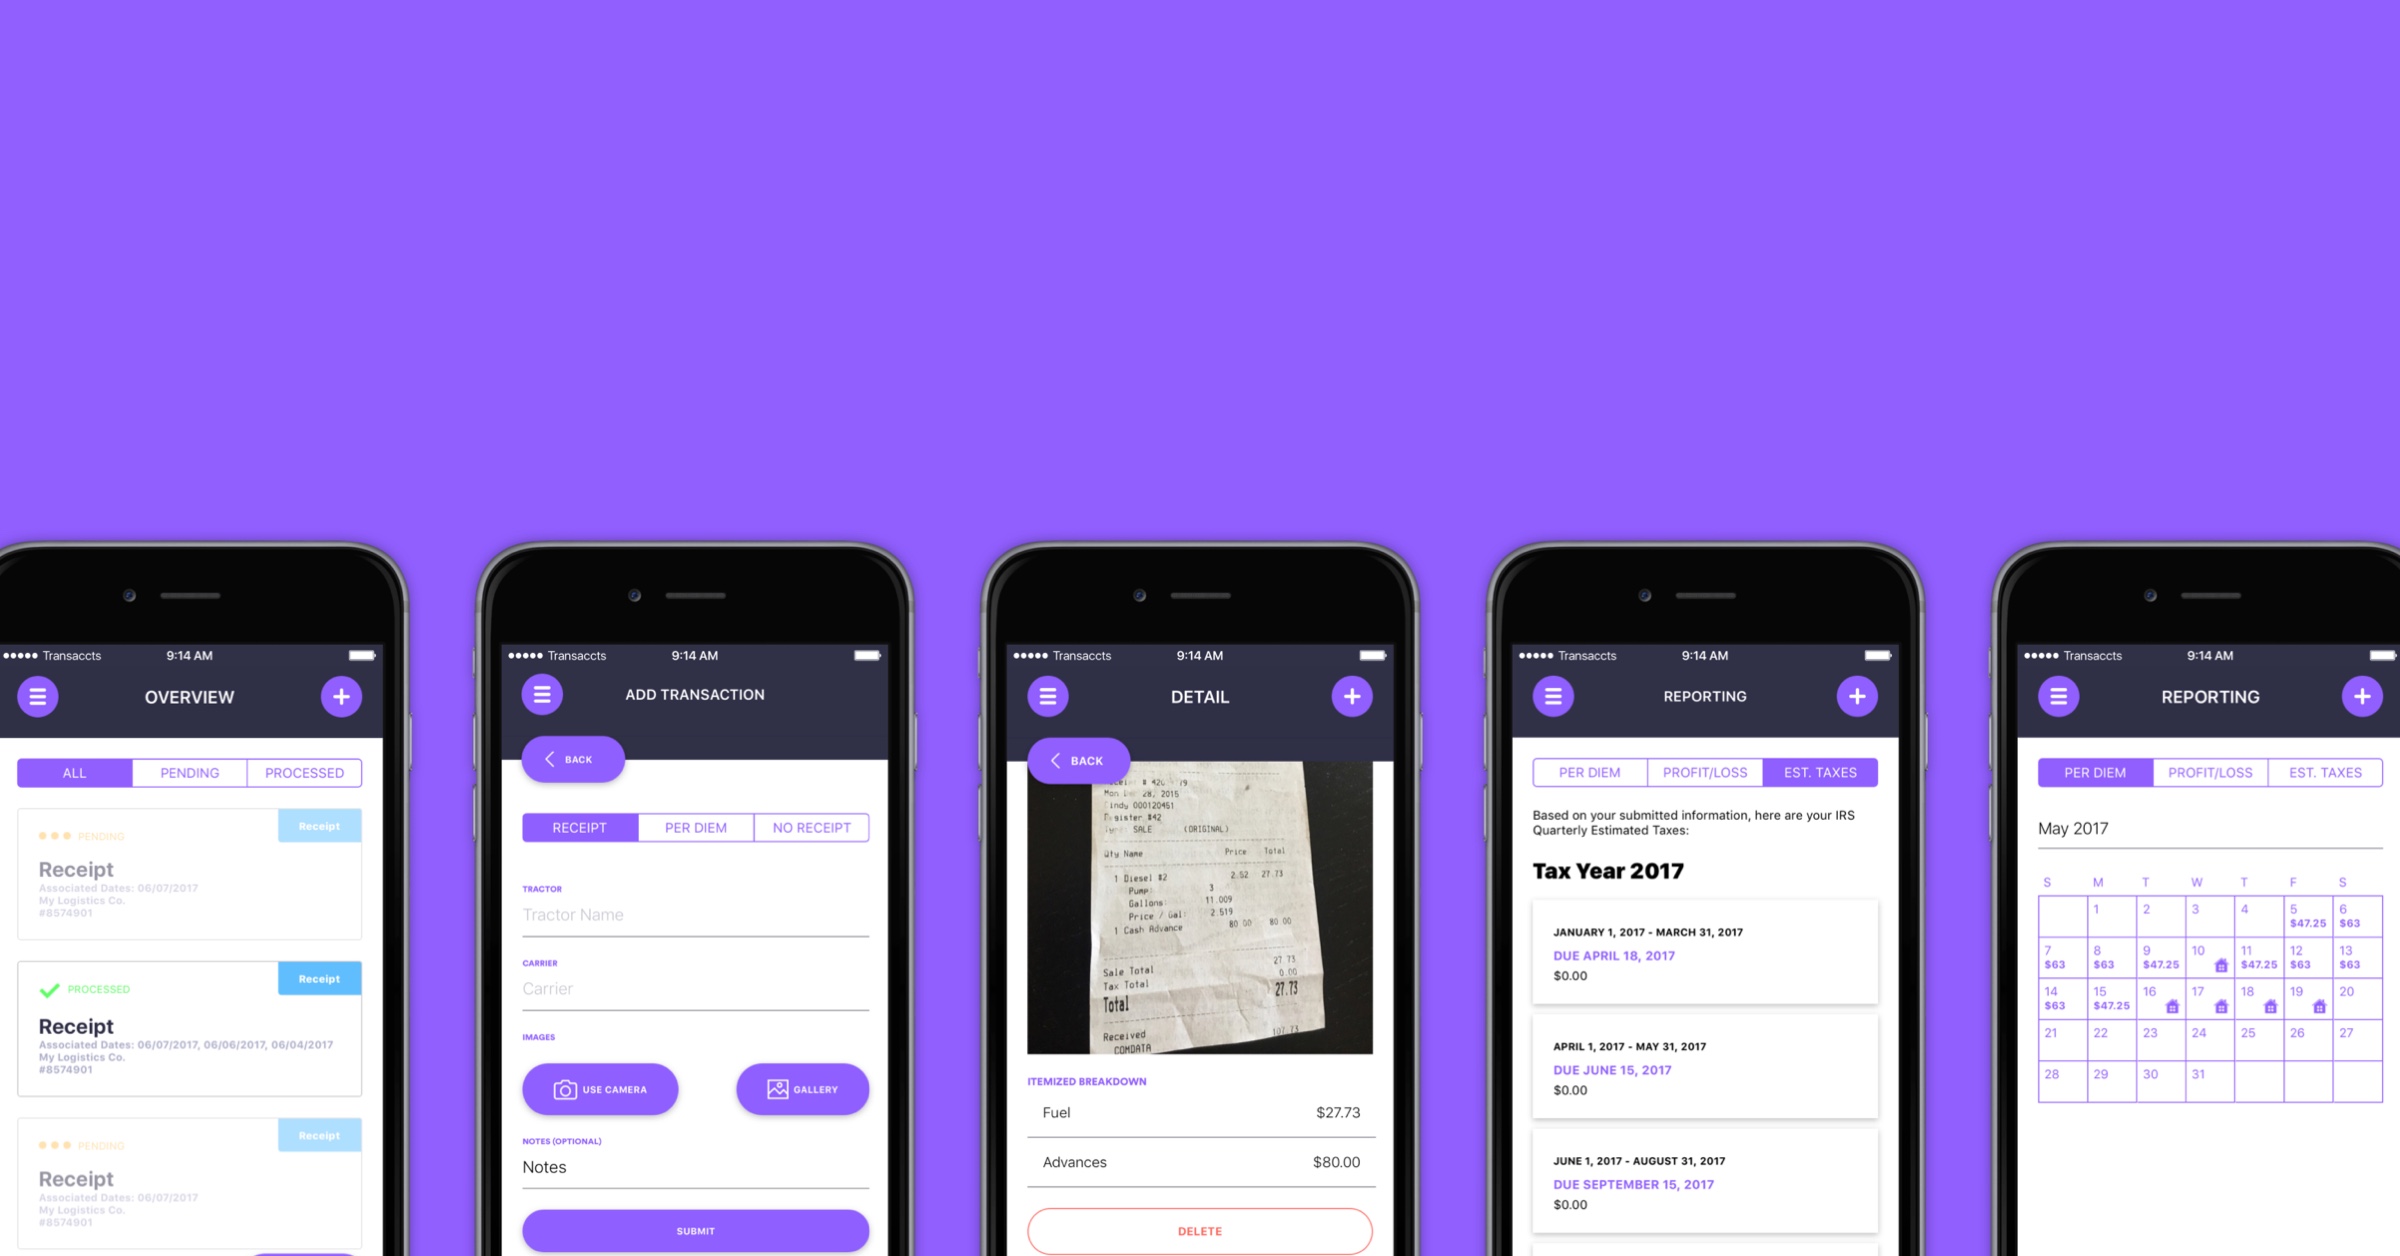 Transaccts 9:14 AM
OVERVIEW
ALL PENDING PROCESSED
PENDING Receipt
Receipt
Associated Dates: 06/07/2017
My Logistics Co.
#8574901
PROCESSED Receipt
Receipt
Associated Dates: 06/07/2017, 06/06/2017, 06/04/2017
My Logistics Co.
#8574901
PENDING Receipt
Receipt
Associated Dates: 06/07/2017
My Logistics Co.
#8574901
Transaccts 9:14 AM
ADD TRANSACTION
BACK
RECEIPT PER DIEM NO RECEIPT
TRACTOR
Tractor Name
CARRIER
Carrier
IMAGES
USE CAMERA GALLERY
NOTES (OPTIONAL)
Notes
SUBMIT
Transaccts 9:14 AM
DETAIL
BACK
28, 2015
000120451
#42
SALE (ORIGINAL)
Qty Name Price Total
1 Diesel #2 2.52 27.73
Pump: 3
Gallons: 11.009
Price / Gal: 2.519
1 Cash Advance 80.00 80.00
27.73
Sale Total 0.00
Tax Total
Total 27.73
Received 107.73
COMDATA
ITEMIZED BREAKDOWN
Fuel $27.73
Advances $80.00
DELETE
Transaccts 9:14 AM
REPORTING
PER DIEM PROFIT/LOSS EST. TAXES
Based on your submitted information, here are your IRS
Quarterly Estimated Taxes:
Tax Year 2017
JANUARY 1, 2017 - MARCH 31, 2017
DUE APRIL 18, 2017
$0.00
APRIL 1, 2017 - MAY 31, 2017
DUE JUNE 15, 2017
$0.00
JUNE 1, 2017 - AUGUST 31, 2017
DUE SEPTEMBER 15, 2017
$0.00
Transaccts 9:14 AM
REPORTING
PER DIEM PROFIT/LOSS EST. TAXES
May 2017
S M T W T F S
1 2 3 4 5 6
$47.25 $63
7 8 9 10 11 12 13
$63 $63 $47.25 $47.25 $63 $63
14 15 16 17 18 19 20
$63 $47.25
21 22 23 24 25 26 27
28 29 30 31